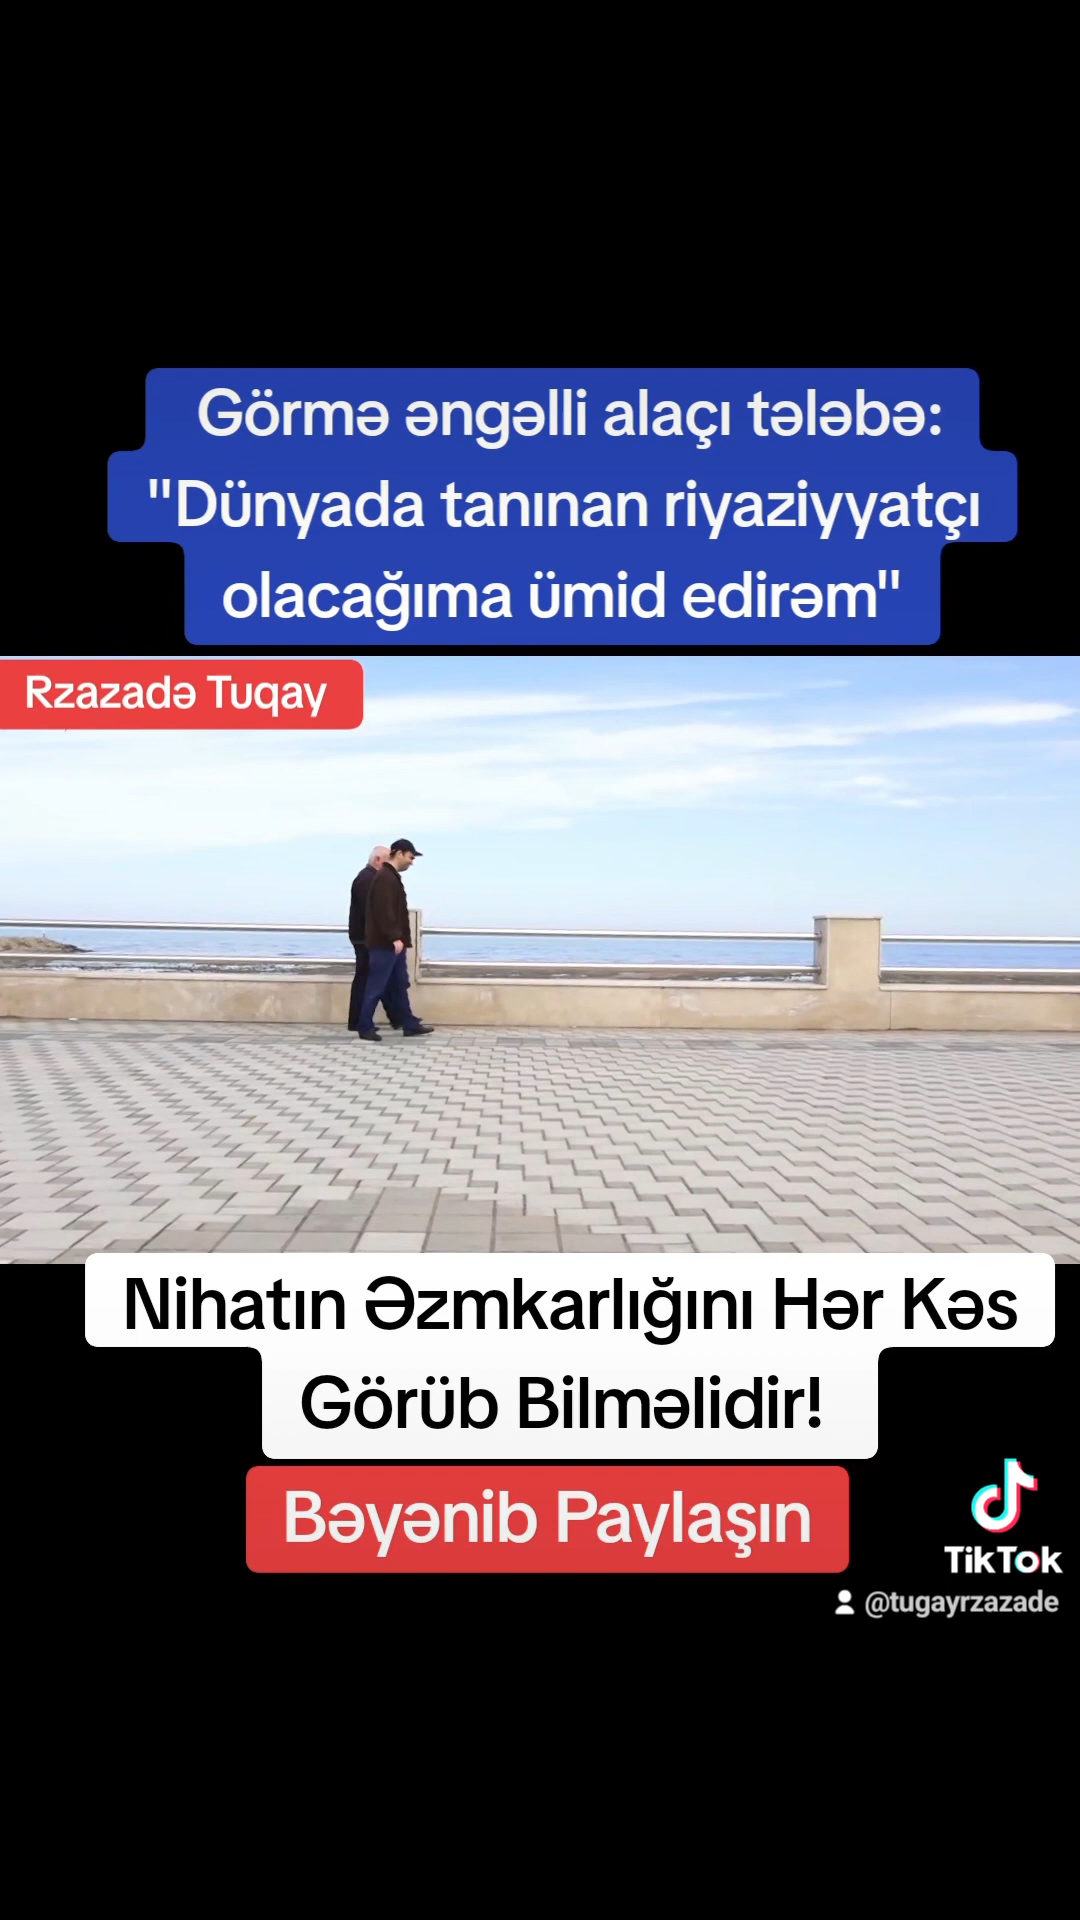 Görmə əngəlli alaçı tələbə:
"Dünyada tanınan riyaziyyatçı
olacağıma ümid edirəm"
Rzazadə Tuqay
Nihatın Əzmkarlığını Hər Kəs
Görüb Bilməlidir!
Bəyənib Paylaşın
TikTok
@tugayrzazade